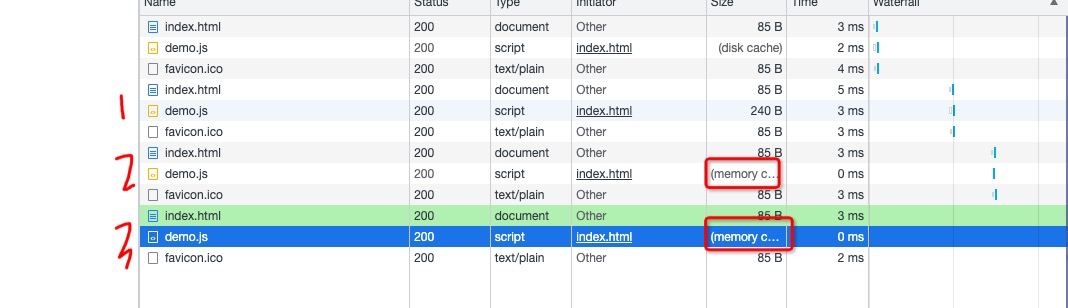 Name Status Type Initiator Size Time Waterfall
index.html 200 document Other 85 B 3 ms
demo.js 200 script index.html (disk cache) 2 ms
favicon.ico 200 text/plain Other 85 B 4 ms
index.html 200 document Other 85 B 5 ms
1 demo.js 200 script index.html 240 B 3 ms
favicon.ico 200 text/plain Other 85 B 3 ms
index.html 200 document Other 85 B 3 ms
2 demo.js 200 script index.html (memory c... 0 ms
favicon.ico 200 text/plain Other 85 B 3 ms
index.html 200 document Other 85 B 3 ms
3 demo.js 200 script index.html (memory c... 0 ms
favicon.ico 200 text/plain Other 85 B 2 ms